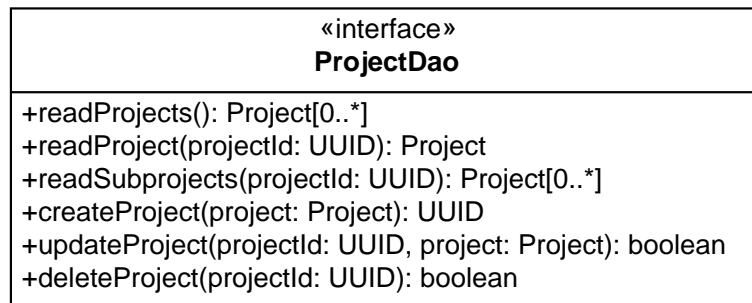 «interface»
ProjectDao
+readProjects(): Project[0..*]
+readProject(projectId: UUID): Project
+readSubprojects(projectId: UUID): Project[0..*]
+createProject(project: Project): UUID
+updateProject(projectId: UUID, project: Project): boolean
+deleteProject(projectId: UUID): boolean